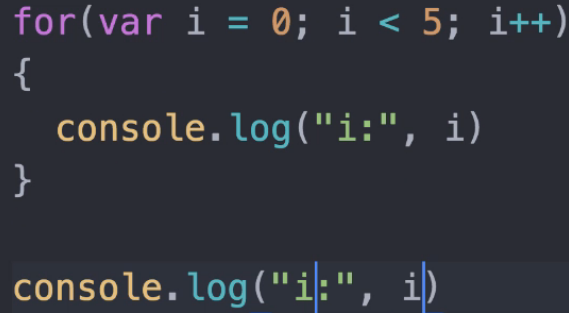 for(var i = 0; i < 5; i++)
{
  console.log("i:", i)
}
console.log("i:", i)